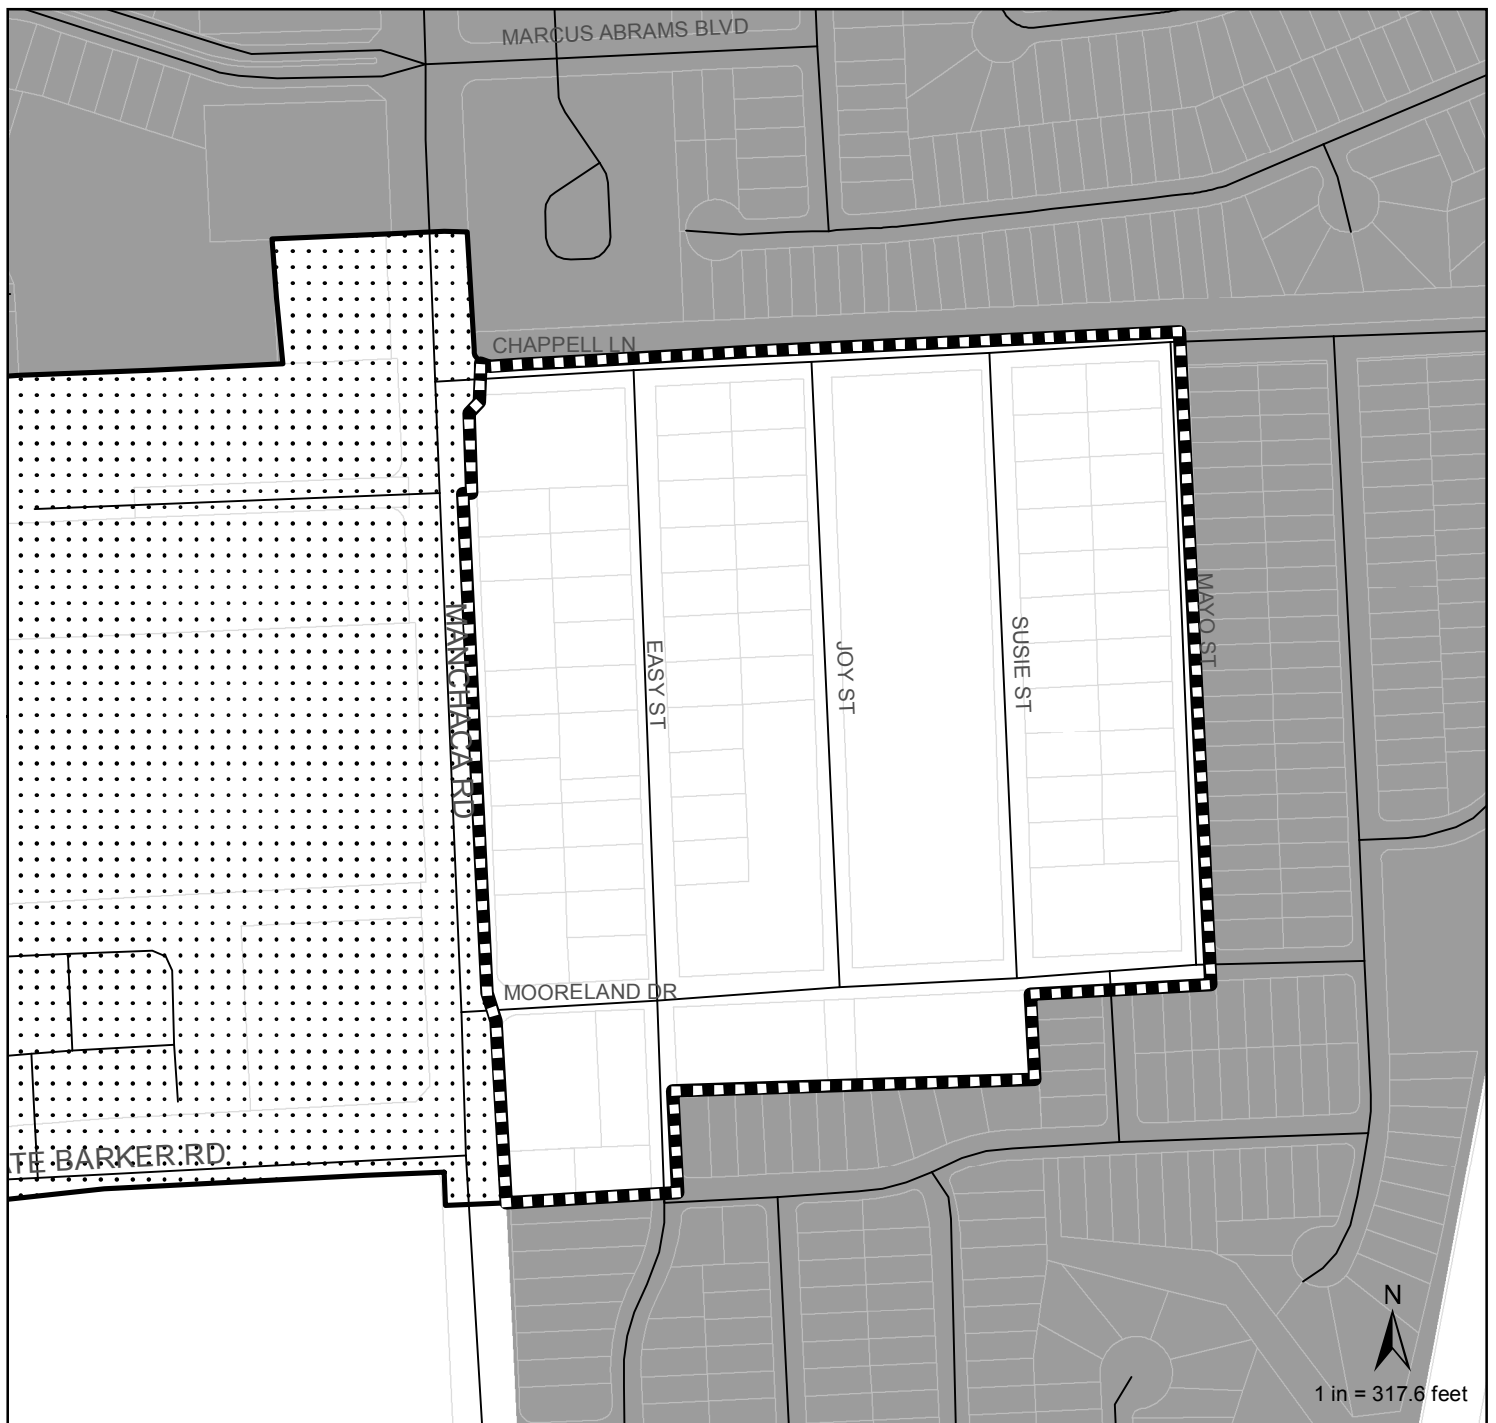 MARCUS ABRAMS BLVD
CHAPPELL LN
MANCHACA RD
EASY ST
JOY ST
SUSIE ST
MAYO ST
MOORELAND DR
ATE BARKER RD
N
1 in = 317.6 feet